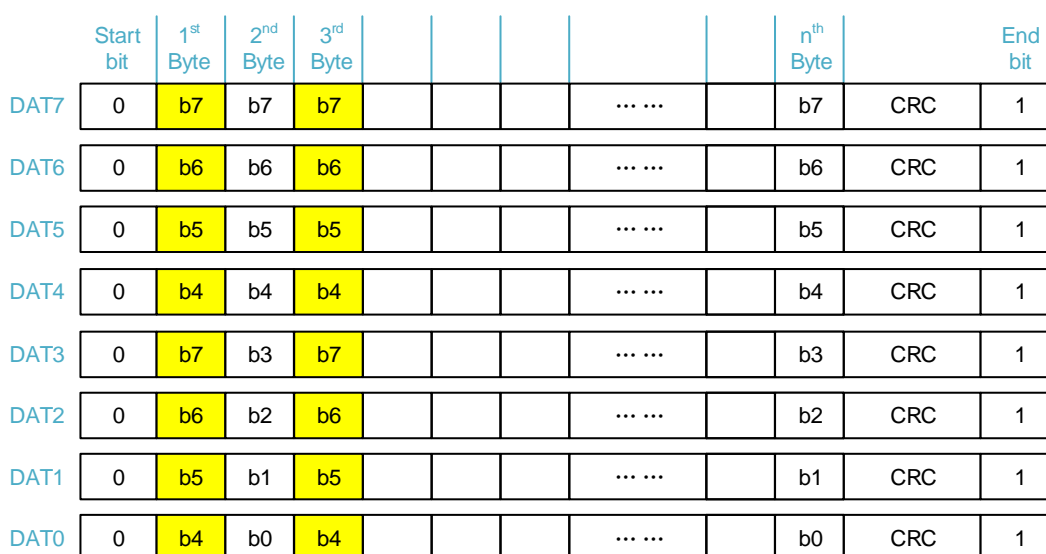 Start bit 1st Byte 2nd Byte 3rd Byte nth Byte End bit
DAT7 0 b7 b7 b7 ... ... b7 CRC 1
DAT6 0 b6 b6 b6 ... ... b6 CRC 1
DAT5 0 b5 b5 b5 ... ... b5 CRC 1
DAT4 0 b4 b4 b4 ... ... b4 CRC 1
DAT3 0 b7 b3 b7 ... ... b3 CRC 1
DAT2 0 b6 b2 b6 ... ... b2 CRC 1
DAT1 0 b5 b1 b5 ... ... b1 CRC 1
DAT0 0 b4 b0 b4 ... ... b0 CRC 1